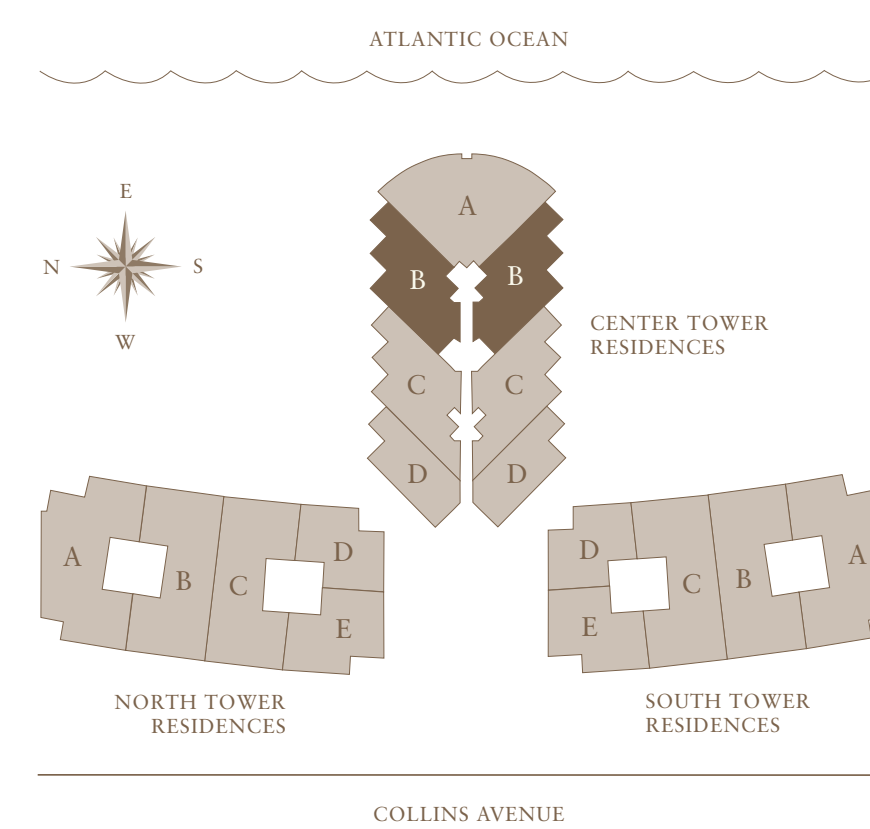 ATLANTIC OCEAN
E
N
S
W
A
B
B
CENTER TOWER
RESIDENCES
C
C
D
D
A
B
C
D
E
D
E
C
B
A
NORTH TOWER
RESIDENCES
SOUTH TOWER
RESIDENCES
COLLINS AVENUE